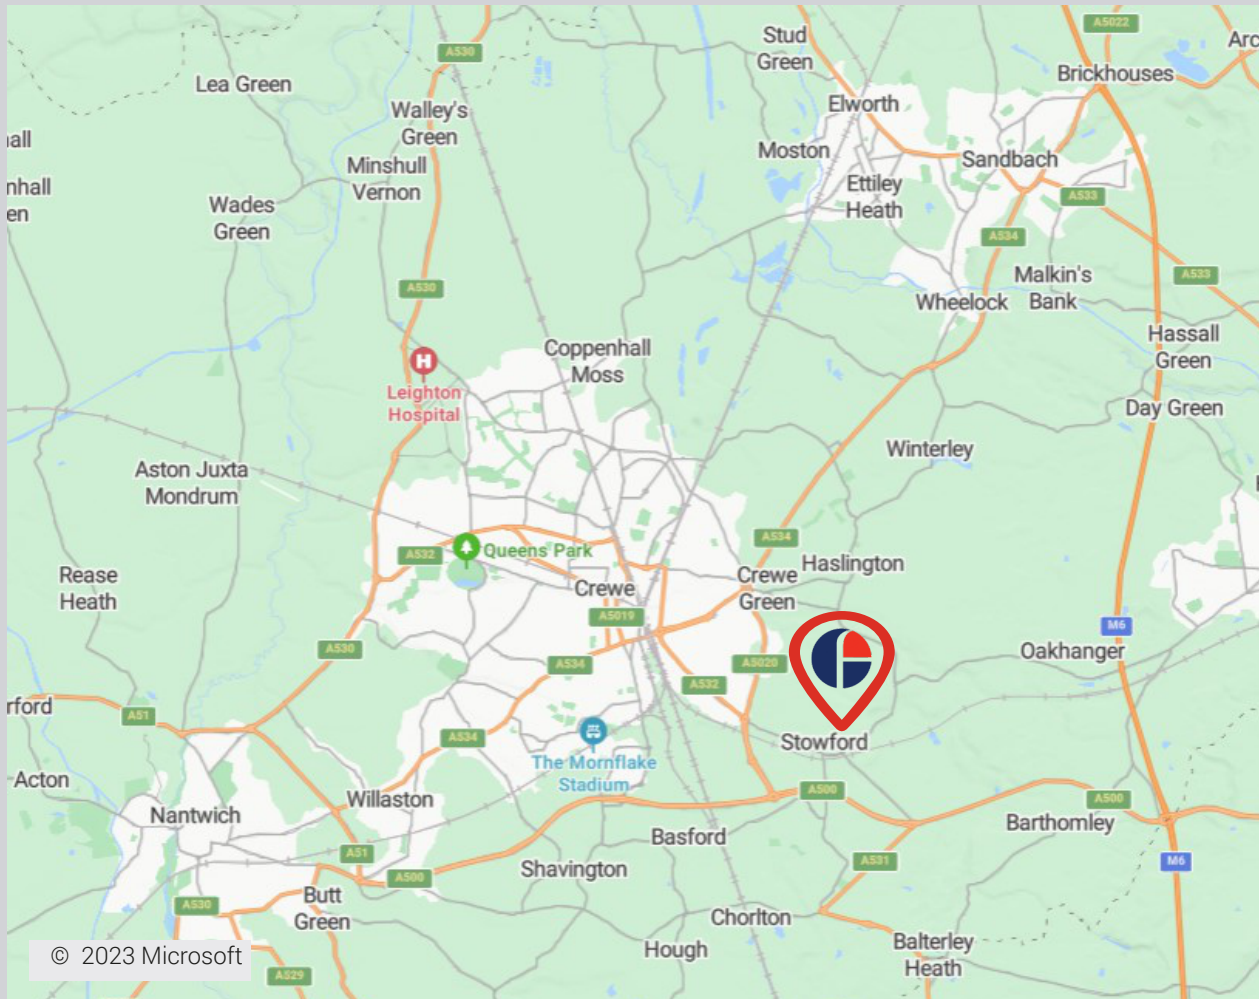 A5022
Arc
Stud
Green
A530
Brickhouses
Lea Green
Elworth
Walley's
Green
all
Moston
Sandbach
Minshull
Vernon
nhall
en
Ettiley
Heath
A533
Wades
Green
A534
A533
Malkin's
Bank
A530
Wheelock
Hassall
Green
Coppenhall
Moss
H
Leighton
Hospital
Day Green
Winterley
Aston Juxta
Mondrum
A534
A532
Queens Park
Haslington
Crewe
Green
Rease
Heath
Crewe
A5019
M6
A530
A534
A5020
Oakhanger
A532
rford
A51
A534
Stowford
The Mornflake
Stadium
Acton
A500
A500
Willaston
Nantwich
Barthomley
Basford
A51
A531
M6
Shavington
A500
Butt
Green
A530
Chorlton
Hough
Balterley
Heath
© 2023 Microsoft
A529